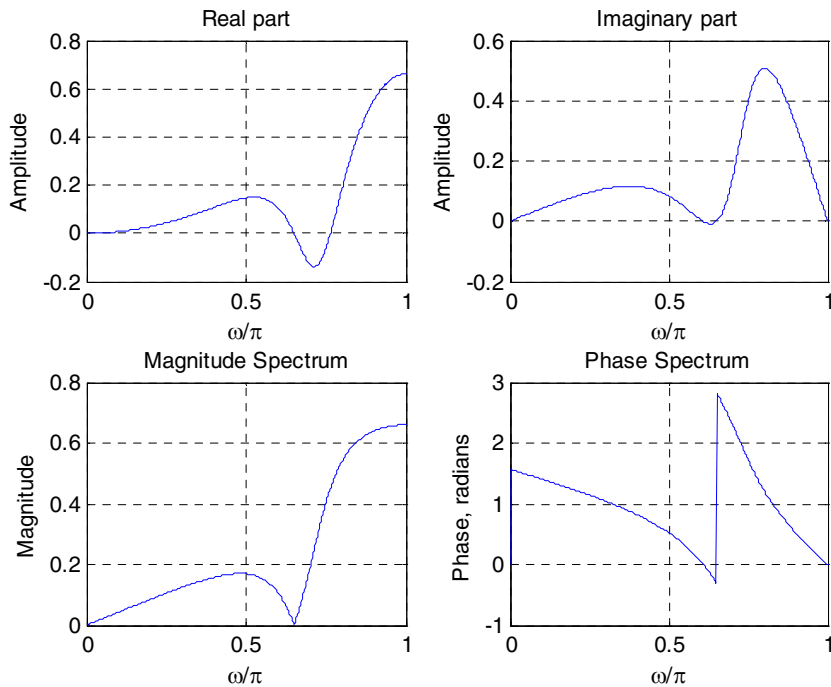 Real part
Amplitude
0.8
0.6
0.4
0.2
0
-0.2
0
0.5
1
ω/π
Imaginary part
Amplitude
0.6
0.4
0.2
0
-0.2
0
0.5
1
ω/π
Magnitude Spectrum
Magnitude
0.8
0.6
0.4
0.2
0
0
0.5
1
ω/π
Phase Spectrum
Phase, radians
3
2
1
0
-1
0
0.5
1
ω/π